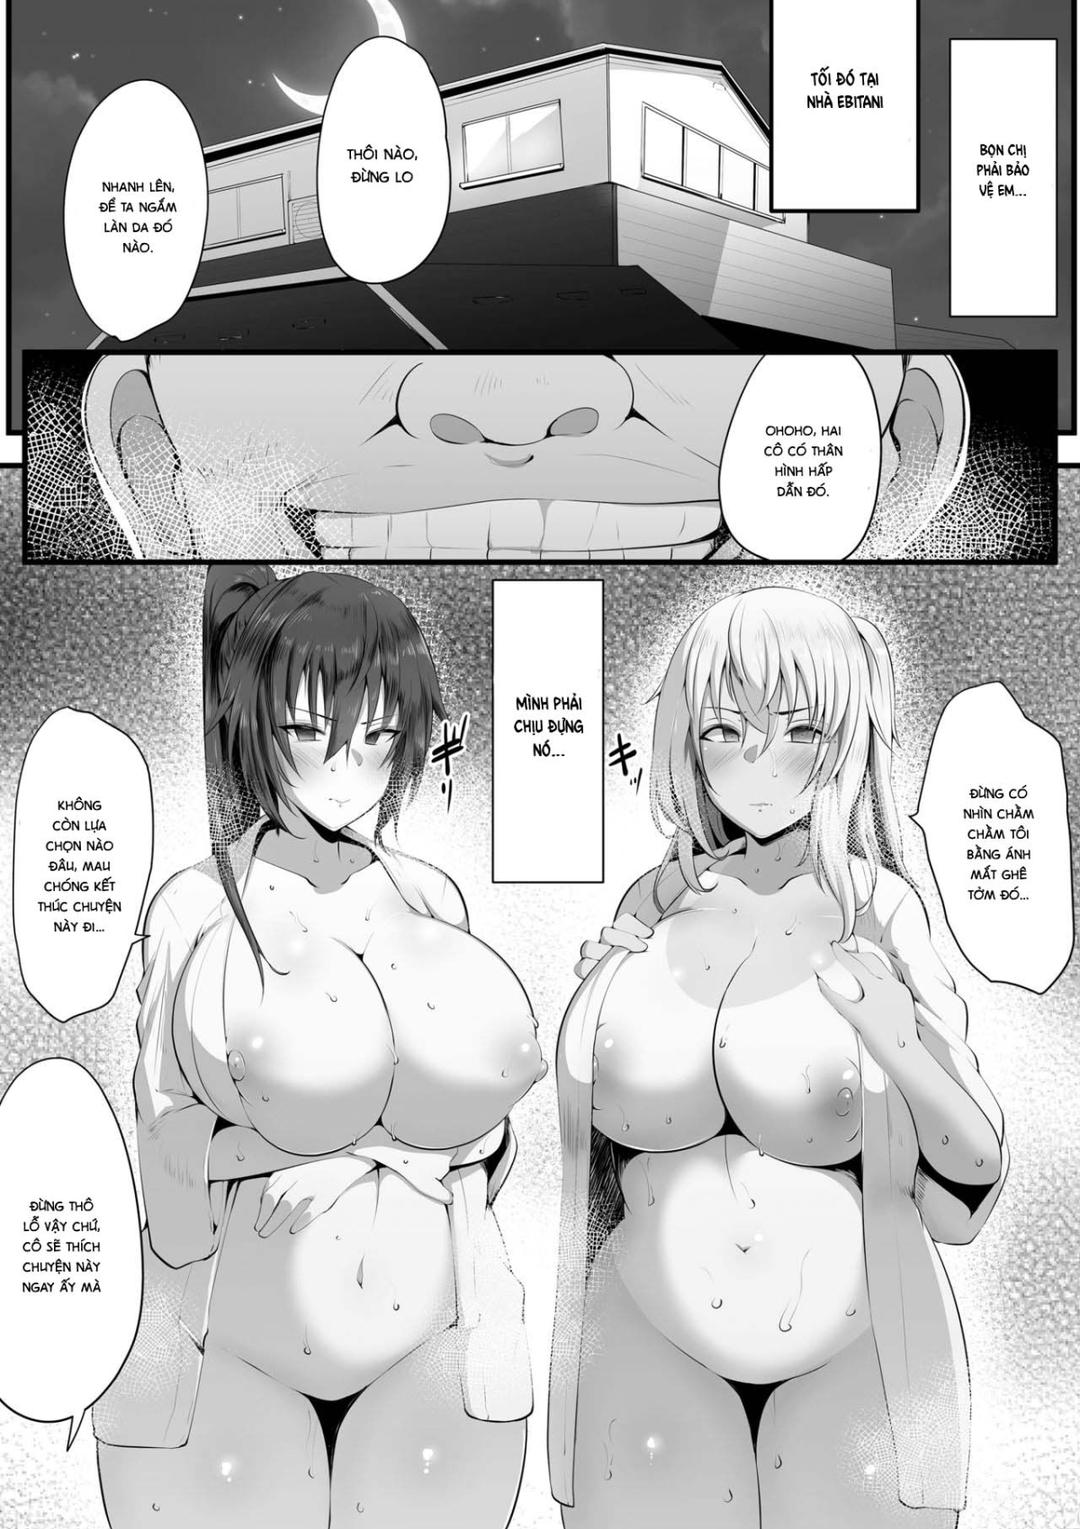 BỌN CHỊ
PHẢI BẢO
VỆ EM...
TỐI ĐÓ TẠI
NHÀ EBITANI
THÔI NÀO,
ĐỪNG LO
NHANH LÊN,
ĐỂ TA NGẮM
LÀN DA ĐÓ
NÀO.
OHOHO, HAI
CÔ CÓ THÂN
HÌNH HẤP
DẪN ĐÓ.
MÌNH PHẢI
CHỊU ĐỰNG
NÓ...
ĐỪNG CÓ
NHÌN CHẰM
CHẰM TÔI
BẰNG ÁNH
MẮT GHÊ
TỞM ĐÓ...
KHÔNG
CÒN LỰA
CHỌN NÀO
ĐÂU, MAU
CHÓNG KẾT
THÚC CHUYỆN
NÀY ĐI...
ĐỪNG THÔ
LỖ VẬY CHỨ,
CÔ SẼ THÍCH
CHUYỆN NÀY
NGAY ẤY MÀ